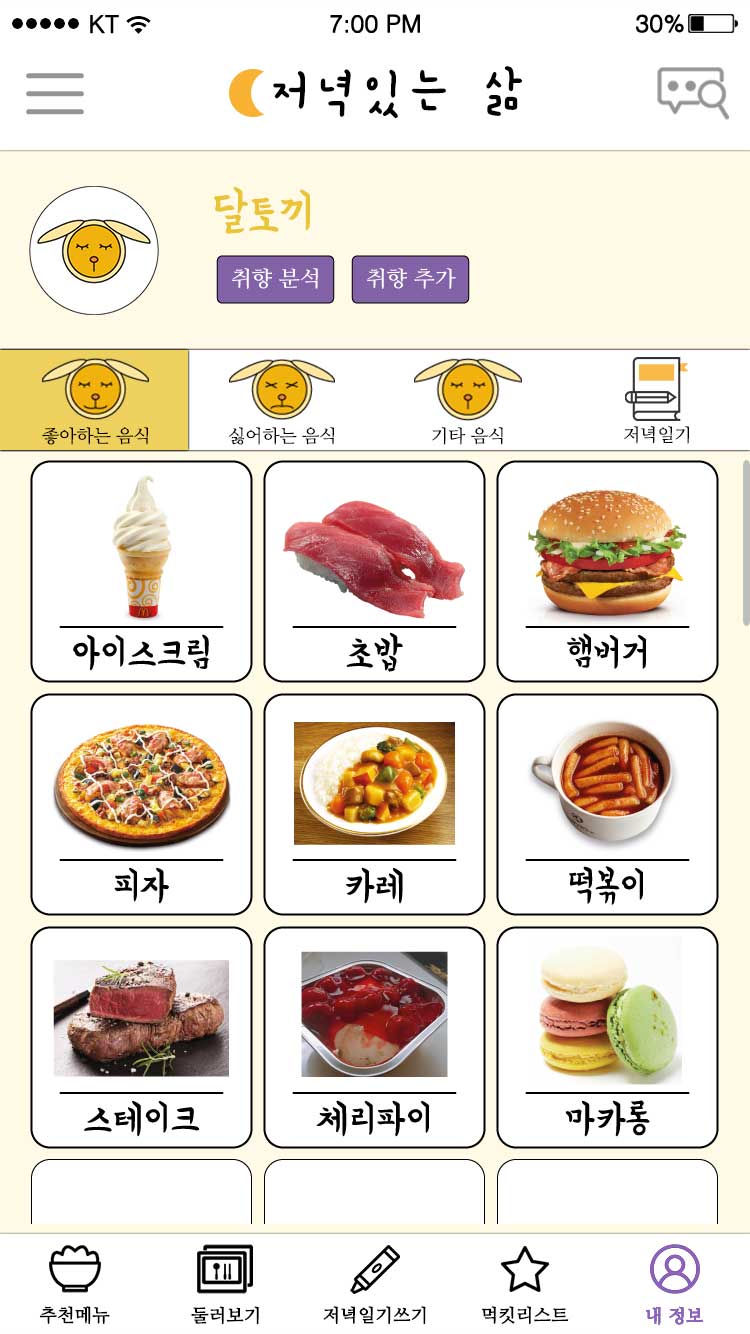 KT 7:00 PM 30%
저녁있는 삶
달토끼
취향 분석 취향 추가
좋아하는 음식 싫어하는 음식 기타 음식 저녁일기
아이스크림 초밥 햄버거
피자 카레 떡볶이
스테이크 체리파이 마카롱
추천메뉴 둘러보기 저녁일기쓰기 먹킷리스트 내 정보